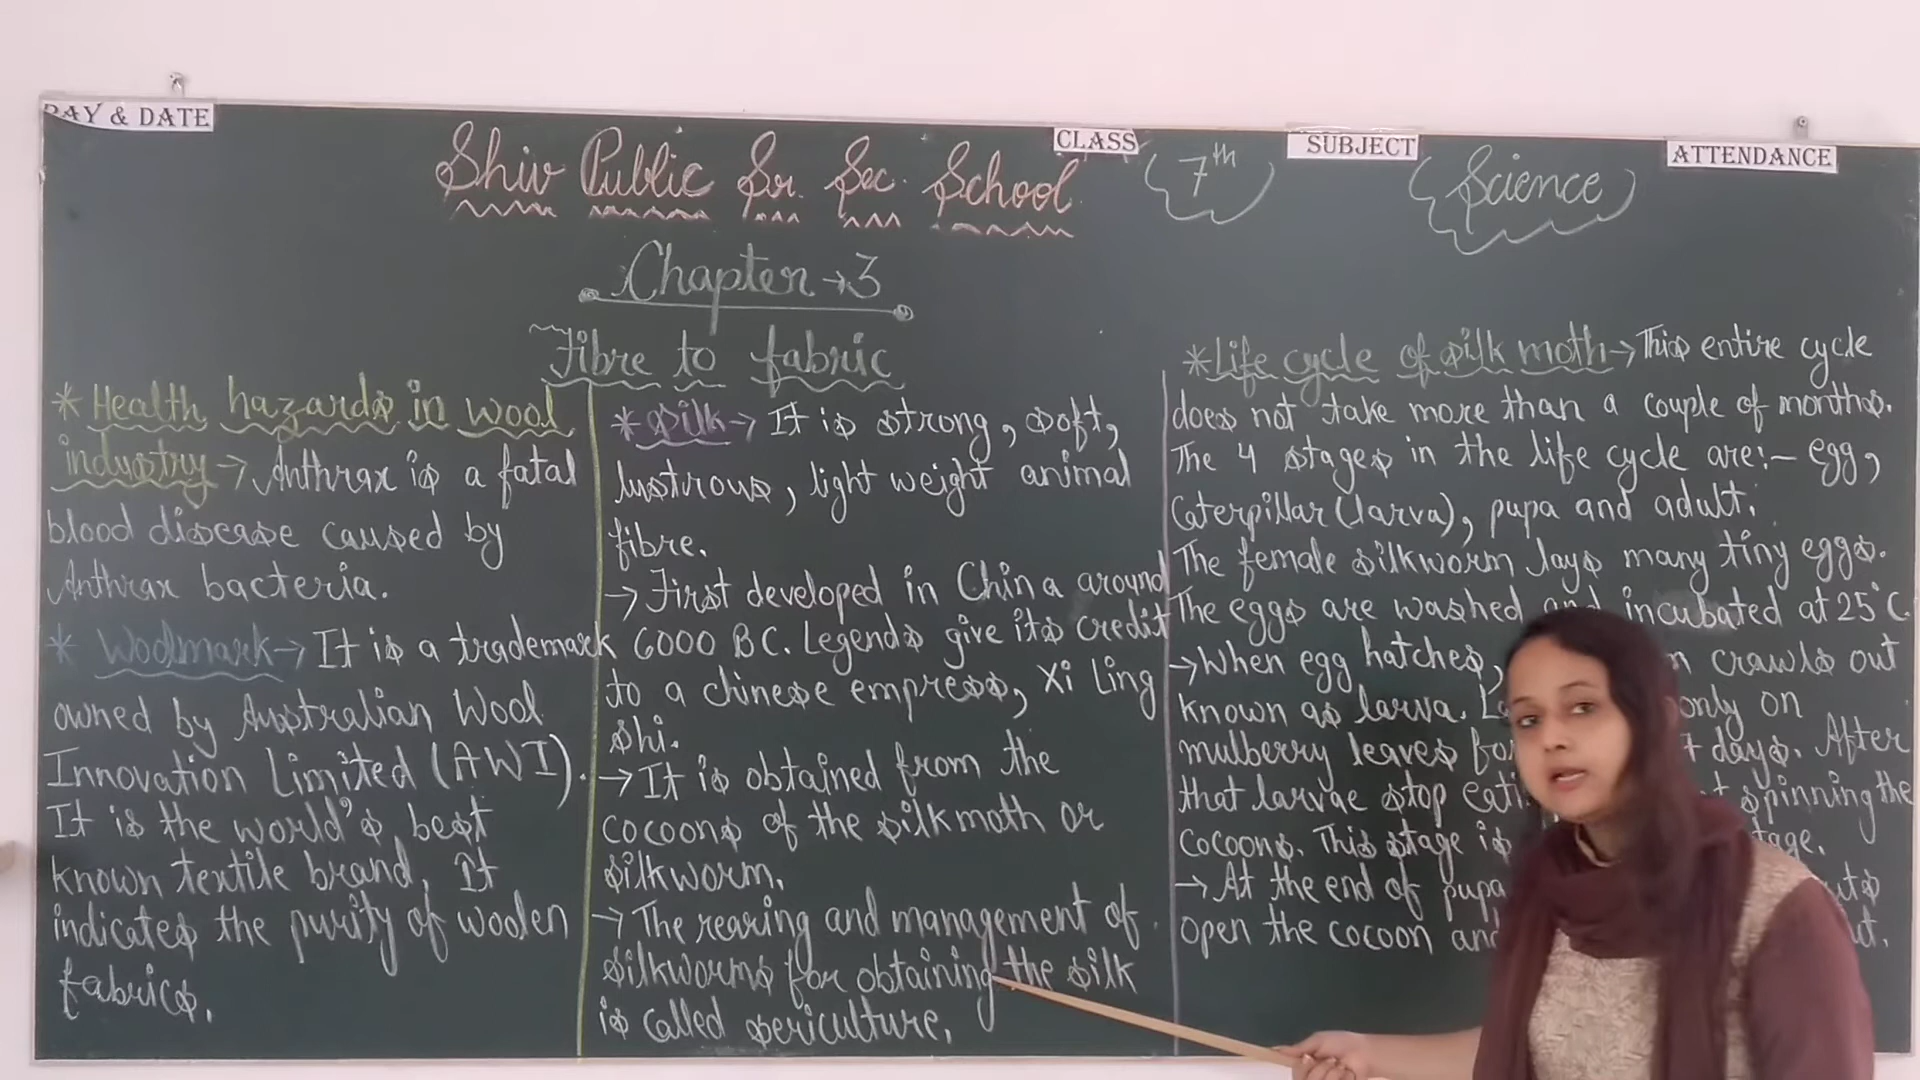 DAY & DATE
CLASS
SUBJECT
ATTENDANCE
Shiv Public Sr. Sec. School
7th
Science
Chapter → 3
Fibre to fabric
* Health hazards in wool
industry → Anthrax is a fatal
blood disease caused by
Anthrax bacteria.
* Woolmark → It is a trademark
owned by Australian Wool
Innovation Limited (AWI).
It is the world's best
known textile brand. It
indicates the purity of woolen
fabrics.
* Silk → It is strong, soft,
lustrous, light weight animal
fibre.
→ First developed in China around
6000 BC. Legends give its credit
to a chinese empress, Xi Ling
Shi.
→ It is obtained from the
cocoons of the silkmoth or
silkworm.
→ The rearing and management of
silkworms for obtaining the silk
is called sericulture.
* Life cycle of silk moth → This entire cycle
does not take more than a couple of months.
The 4 stages in the life cycle are:- egg,
Caterpillar (larva), pupa and adult.
The female silkworm lays many tiny eggs.
The eggs are washed and incubated at 25°C.
→ When egg hatches, crawls out
known as larva. only on
mulberry leaves for days. After
that larvae stop spinning the
cocoons. This stage is
→ At the end of pupa
open the cocoon and